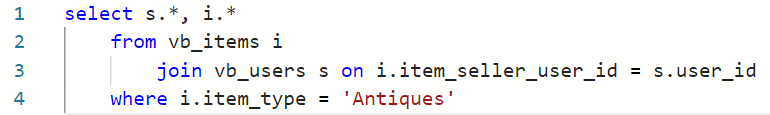 1 select s.*, i.*
2 from vb_items i
3 join vb_users s on i.item_seller_user_id = s.user_id
4 where i.item_type = 'Antiques'